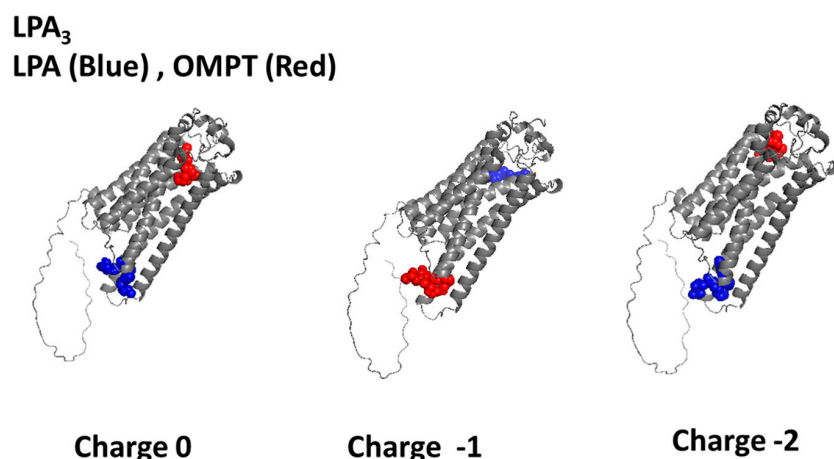 LPA₃
LPA (Blue) , OMPT (Red)
Charge 0
Charge -1
Charge -2